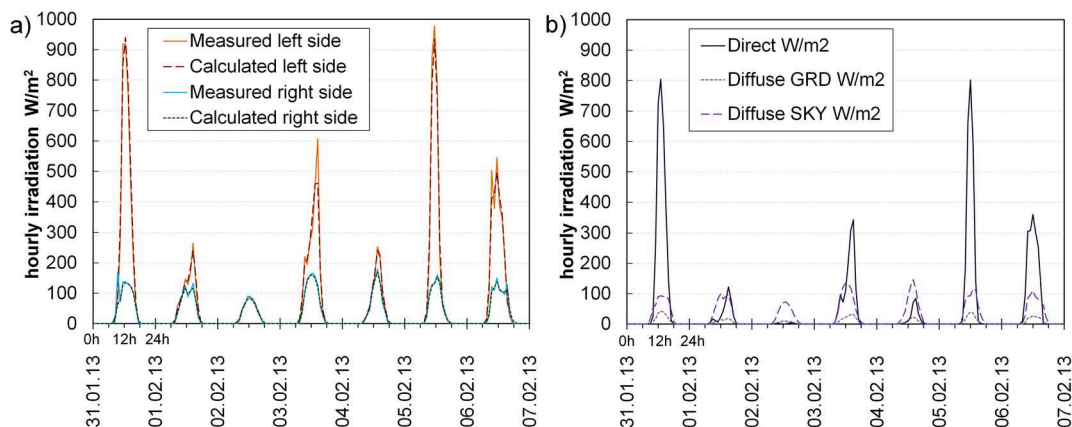 a)
hourly irradiation W/m²
1000
900
800
700
600
500
400
300
200
100
0
Measured left side
Calculated left side
Measured right side
Calculated right side
0h 12h 24h
31.01.13
01.02.13
02.02.13
03.02.13
04.02.13
05.02.13
06.02.13
07.02.13
b)
hourly irradiation W/m²
1000
900
800
700
600
500
400
300
200
100
0
Direct W/m2
Diffuse GRD W/m2
Diffuse SKY W/m2
0h 12h 24h
31.01.13
01.02.13
02.02.13
03.02.13
04.02.13
05.02.13
06.02.13
07.02.13